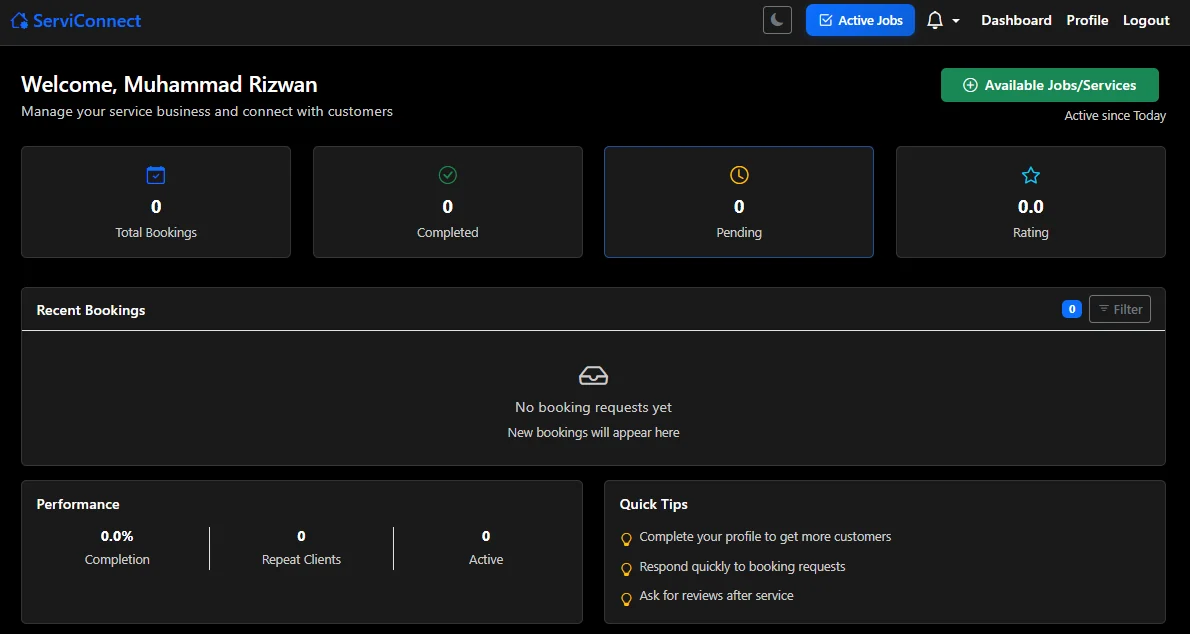 ServiConnect
Active Jobs
Dashboard Profile Logout
Welcome, Muhammad Rizwan
Manage your service business and connect with customers
Available Jobs/Services
Active since Today
0
Total Bookings
0
Completed
0
Pending
0.0
Rating
Recent Bookings
0
Filter
No booking requests yet
New bookings will appear here
Performance
0.0%
Completion
0
Repeat Clients
0
Active
Quick Tips
Complete your profile to get more customers
Respond quickly to booking requests
Ask for reviews after service